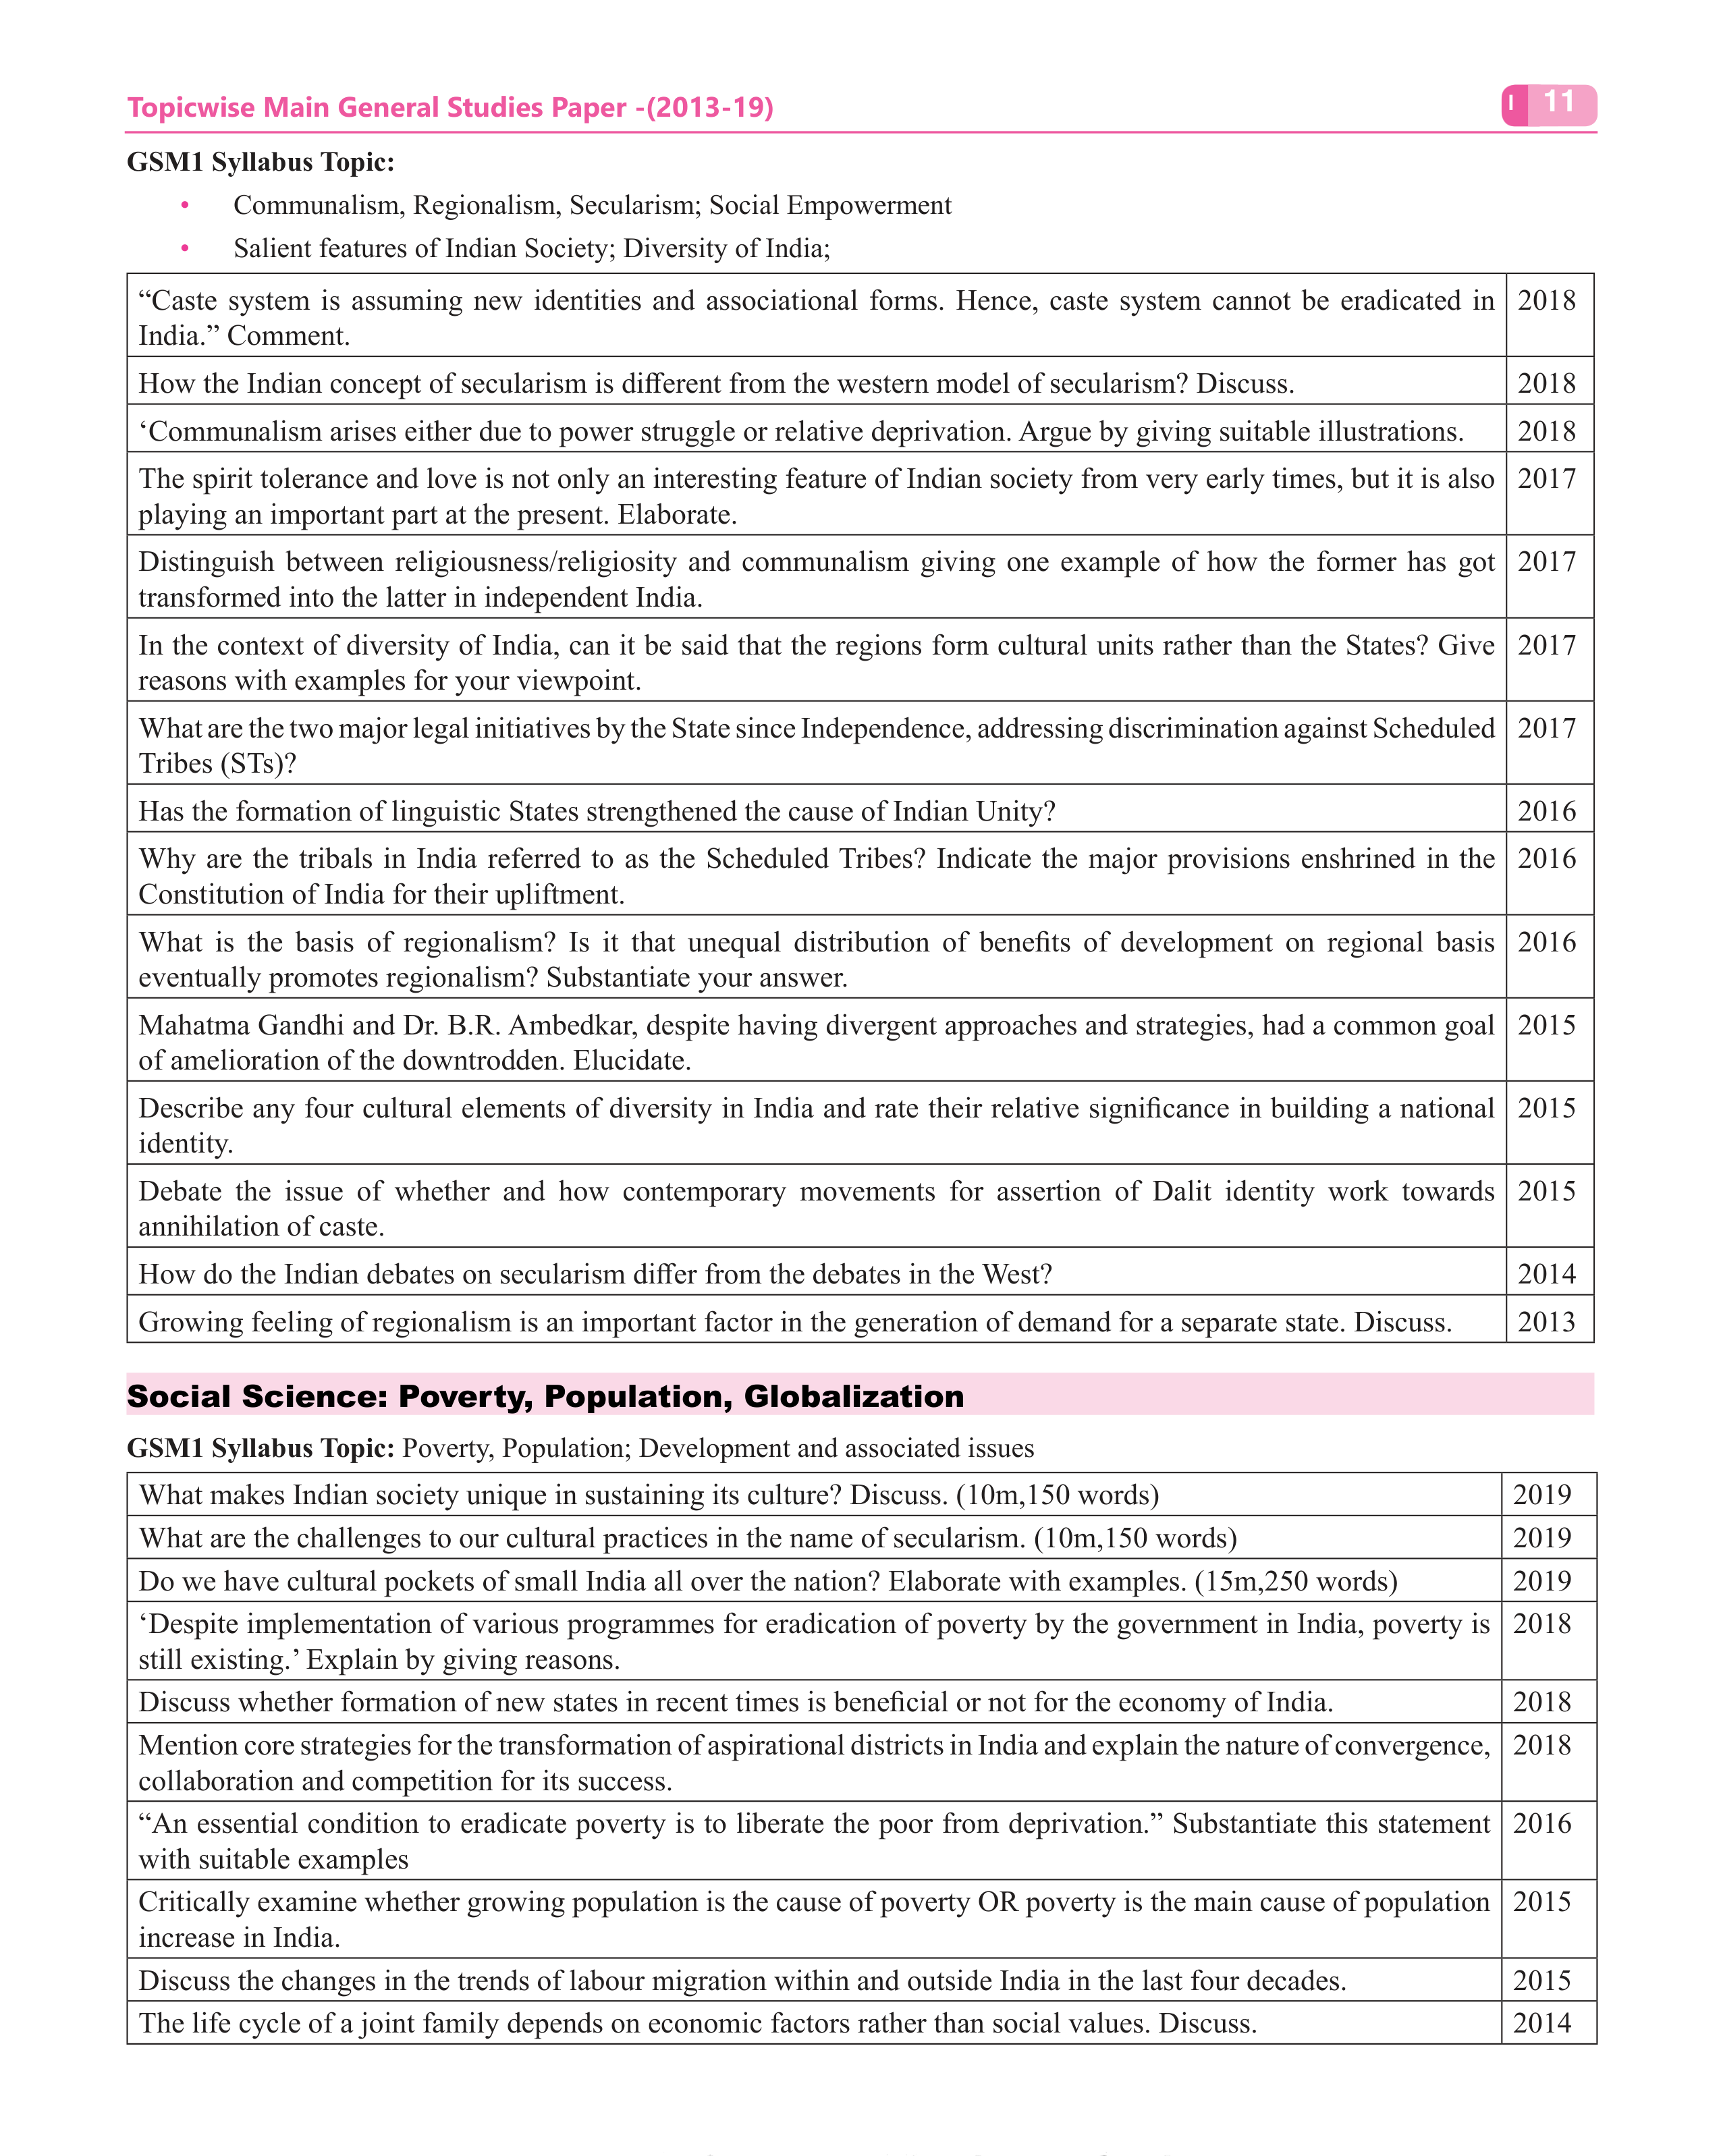 Topicwise Main General Studies Paper -(2013-19)
I 11
GSM1 Syllabus Topic:
• Communalism, Regionalism, Secularism; Social Empowerment
• Salient features of Indian Society; Diversity of India;
“Caste system is assuming new identities and associational forms. Hence, caste system cannot be eradicated in 2018
India.” Comment.
How the Indian concept of secularism is different from the western model of secularism? Discuss. 2018
‘Communalism arises either due to power struggle or relative deprivation. Argue by giving suitable illustrations. 2018
The spirit tolerance and love is not only an interesting feature of Indian society from very early times, but it is also 2017
playing an important part at the present. Elaborate.
Distinguish between religiousness/religiosity and communalism giving one example of how the former has got 2017
transformed into the latter in independent India.
In the context of diversity of India, can it be said that the regions form cultural units rather than the States? Give 2017
reasons with examples for your viewpoint.
What are the two major legal initiatives by the State since Independence, addressing discrimination against Scheduled 2017
Tribes (STs)?
Has the formation of linguistic States strengthened the cause of Indian Unity? 2016
Why are the tribals in India referred to as the Scheduled Tribes? Indicate the major provisions enshrined in the 2016
Constitution of India for their upliftment.
What is the basis of regionalism? Is it that unequal distribution of benefits of development on regional basis 2016
eventually promotes regionalism? Substantiate your answer.
Mahatma Gandhi and Dr. B.R. Ambedkar, despite having divergent approaches and strategies, had a common goal 2015
of amelioration of the downtrodden. Elucidate.
Describe any four cultural elements of diversity in India and rate their relative significance in building a national 2015
identity.
Debate the issue of whether and how contemporary movements for assertion of Dalit identity work towards 2015
annihilation of caste.
How do the Indian debates on secularism differ from the debates in the West? 2014
Growing feeling of regionalism is an important factor in the generation of demand for a separate state. Discuss. 2013
Social Science: Poverty, Population, Globalization
GSM1 Syllabus Topic: Poverty, Population; Development and associated issues
What makes Indian society unique in sustaining its culture? Discuss. (10m,150 words) 2019
What are the challenges to our cultural practices in the name of secularism. (10m,150 words) 2019
Do we have cultural pockets of small India all over the nation? Elaborate with examples. (15m,250 words) 2019
‘Despite implementation of various programmes for eradication of poverty by the government in India, poverty is 2018
still existing.’ Explain by giving reasons.
Discuss whether formation of new states in recent times is beneficial or not for the economy of India. 2018
Mention core strategies for the transformation of aspirational districts in India and explain the nature of convergence, 2018
collaboration and competition for its success.
“An essential condition to eradicate poverty is to liberate the poor from deprivation.” Substantiate this statement 2016
with suitable examples
Critically examine whether growing population is the cause of poverty OR poverty is the main cause of population 2015
increase in India.
Discuss the changes in the trends of labour migration within and outside India in the last four decades. 2015
The life cycle of a joint family depends on economic factors rather than social values. Discuss. 2014